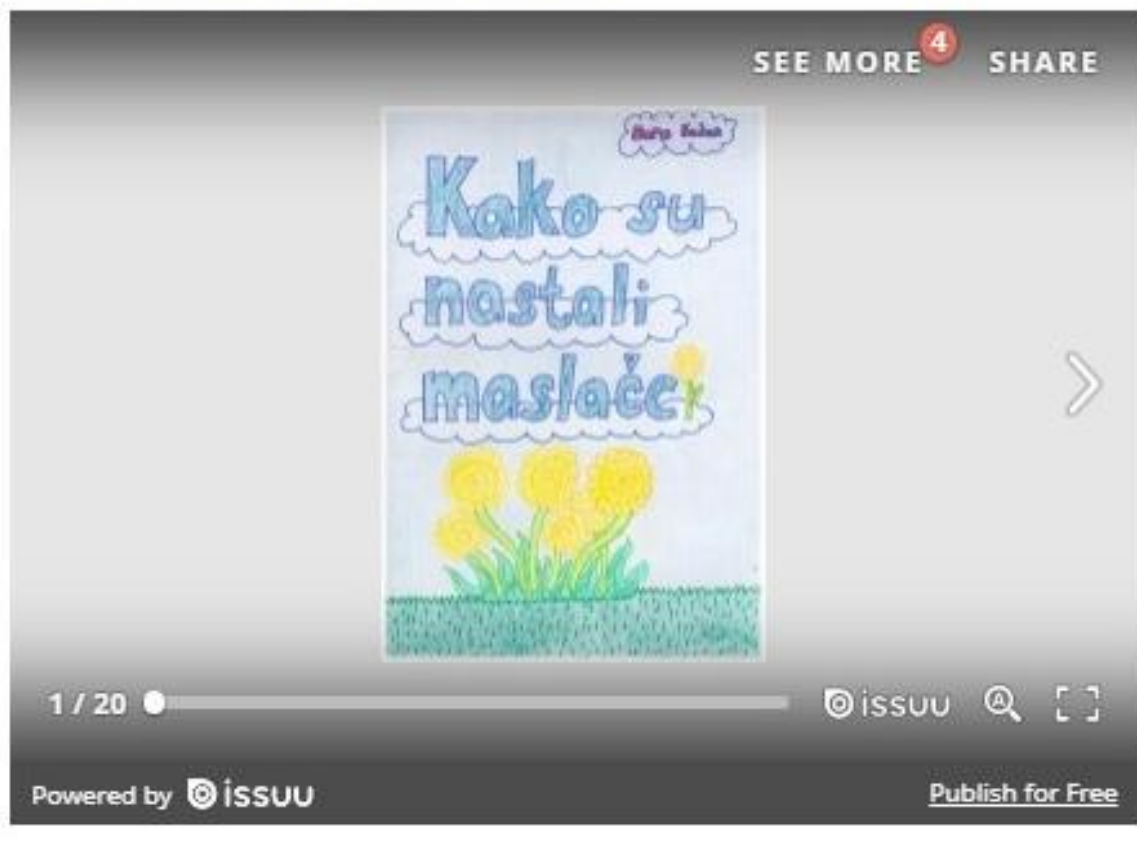 SEE MORE 4 SHARE
Kako su
nastali
maslačci
1 / 20 issuu
Powered by issuu Publish for Free